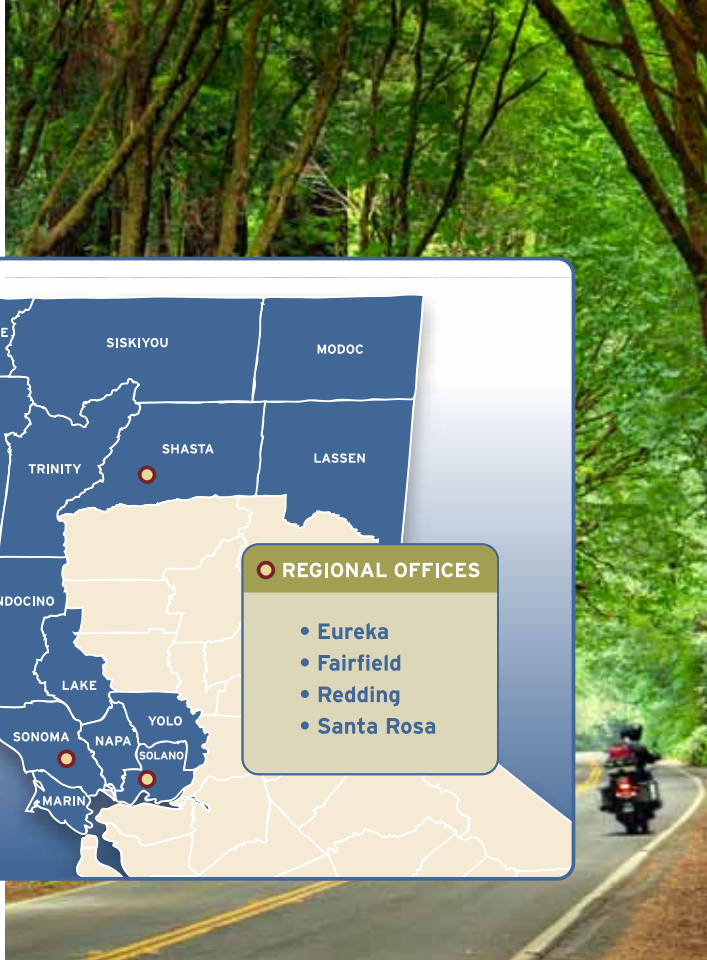 E
SISKIYOU
MODOC
SHASTA
TRINITY
LASSEN
REGIONAL OFFICES
NDOCINO
• Eureka
• Fairfield
• Redding
• Santa Rosa
LAKE
YOLO
SONOMA
NAPA
SOLANO
MARIN